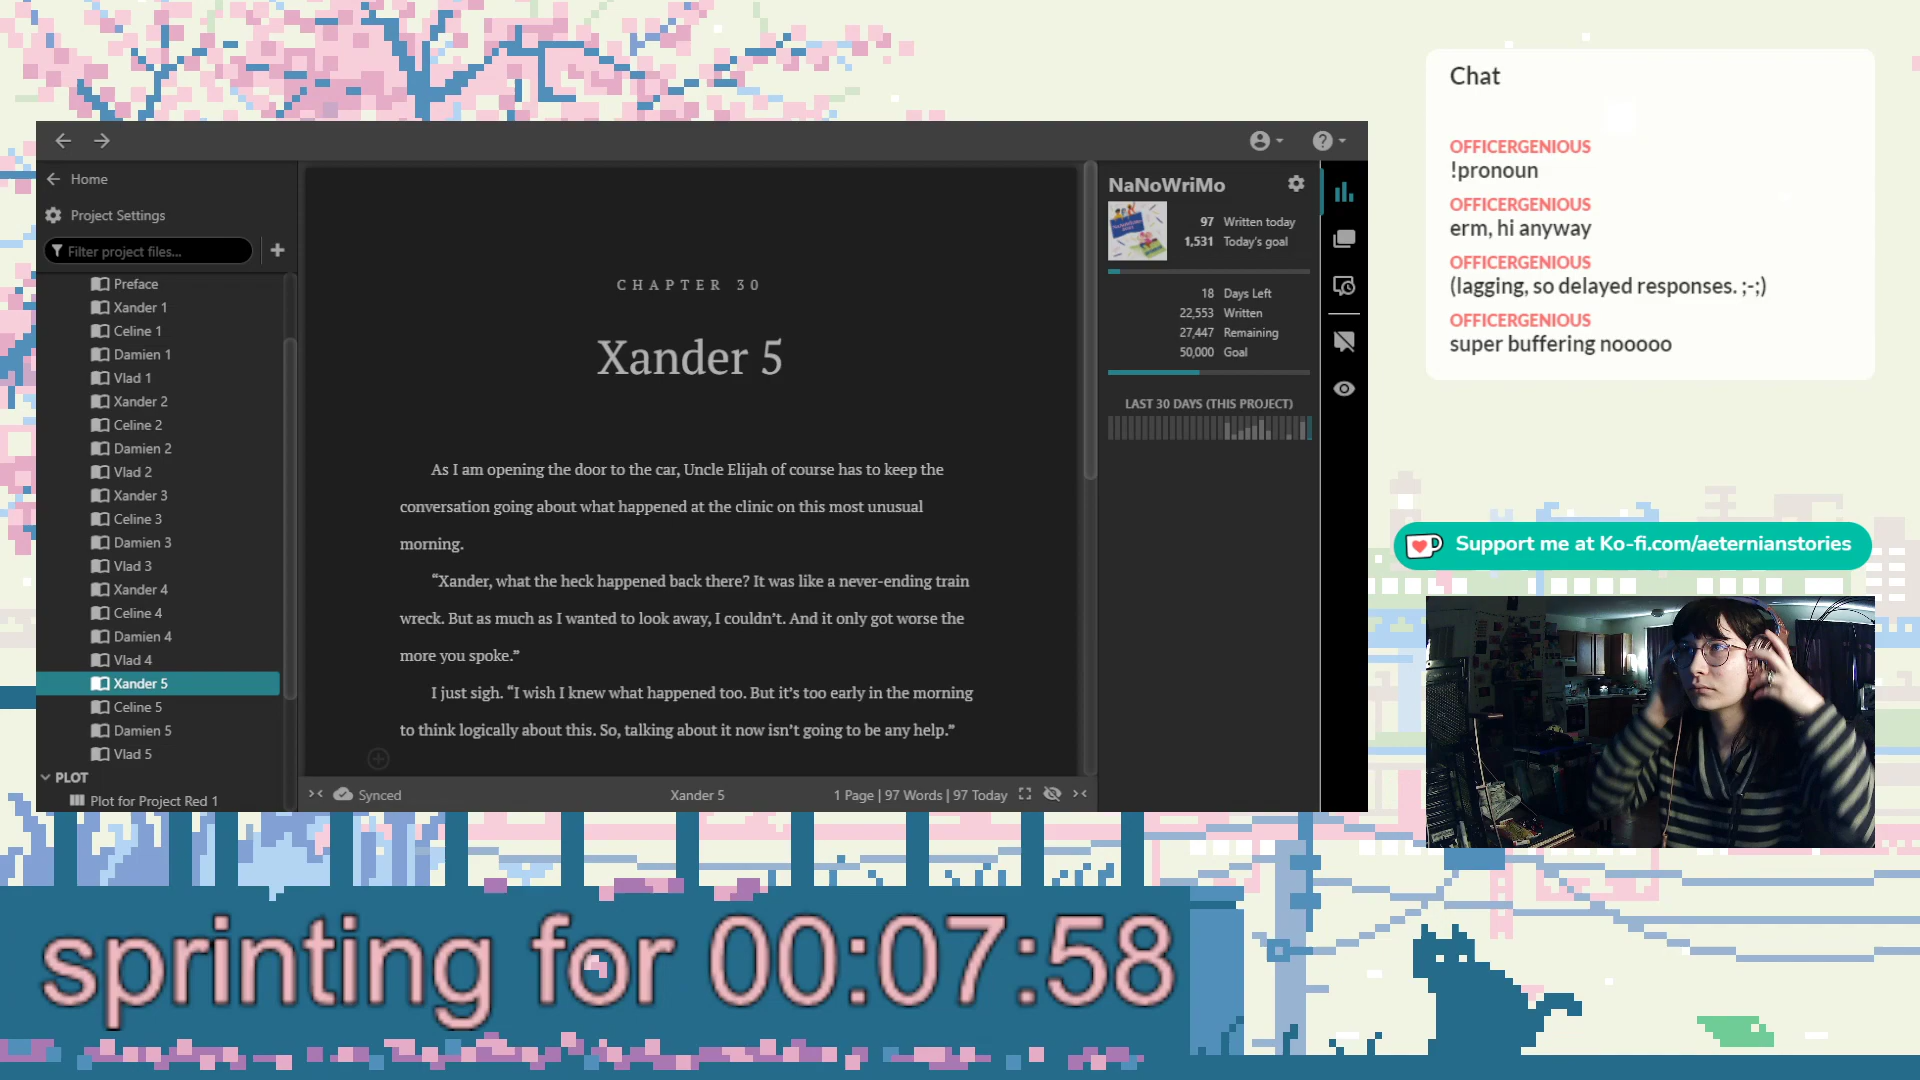 Home
Project Settings
Filter project files...
Preface
Xander 1
Celine 1
Damien 1
Vlad 1
Xander 2
Celine 2
Damien 2
Vlad 2
Xander 3
Celine 3
Damien 3
Vlad 3
Xander 4
Celine 4
Damien 4
Vlad 4
Xander 5
Celine 5
Damien 5
Vlad 5
PLOT
Plot for Project Red 1
CHAPTER 30
Xander 5
As I am opening the door to the car, Uncle Elijah of course has to keep the
conversation going about what happened at the clinic on this most unusual
morning.
“Xander, what the heck happened back there? It was like a never-ending train
wreck. But as much as I wanted to look away, I couldn’t. And it only got worse the
more you spoke.”
I just sigh. “I wish I knew what happened too. But it’s too early in the morning
to think logically about this. So, talking about it now isn’t going to be any help.”
Synced
Xander 5
1 Page | 97 Words | 97 Today
NaNoWriMo
97 Written today
1,531 Today's goal
18 Days Left
22,553 Written
27,447 Remaining
50,000 Goal
LAST 30 DAYS (THIS PROJECT)
Chat
OFFICERGENIOUS
!pronoun
OFFICERGENIOUS
erm, hi anyway
OFFICERGENIOUS
(lagging, so delayed responses. ;-;)
OFFICERGENIOUS
super buffering nooooo
Support me at Ko-fi.com/aeternianstories
sprinting for 00:07:58